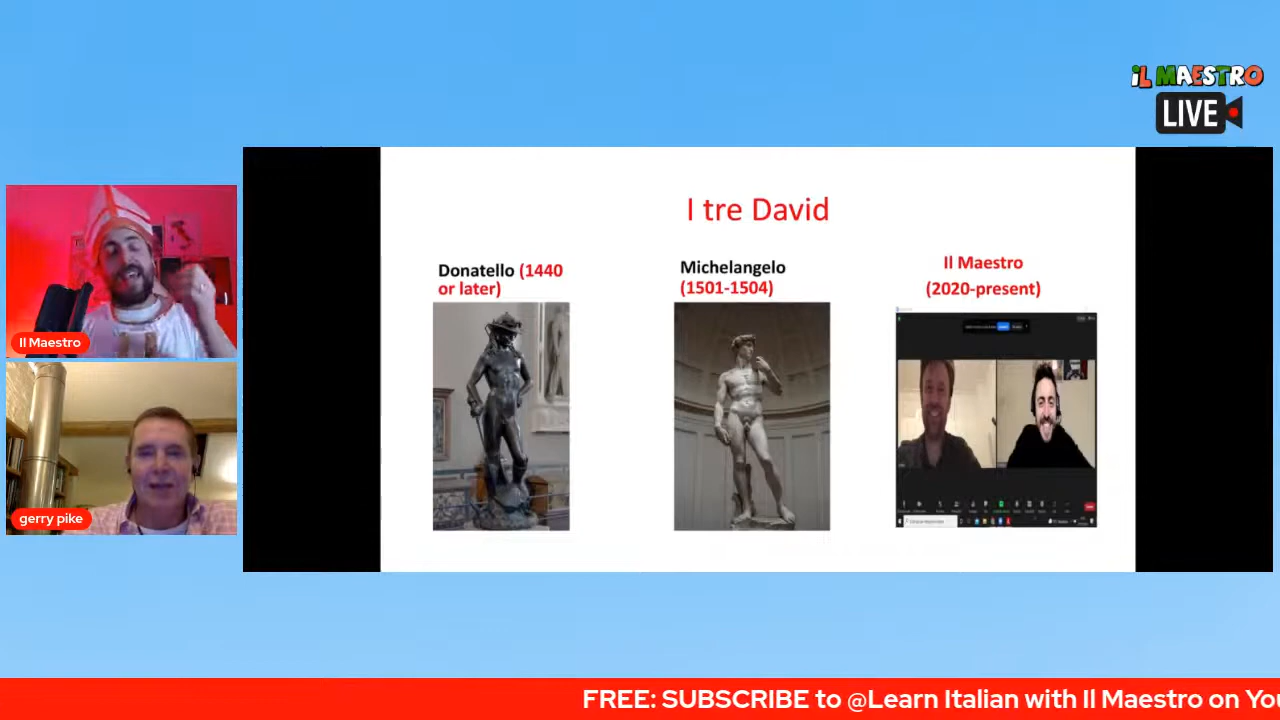 iL MAESTRO
LIVE
I tre David
Donatello (1440
or later)
Michelangelo
(1501-1504)
Il Maestro
(2020-present)
Il Maestro
gerry pike
FREE: SUBSCRIBE to @Learn Italian with Il Maestro on You